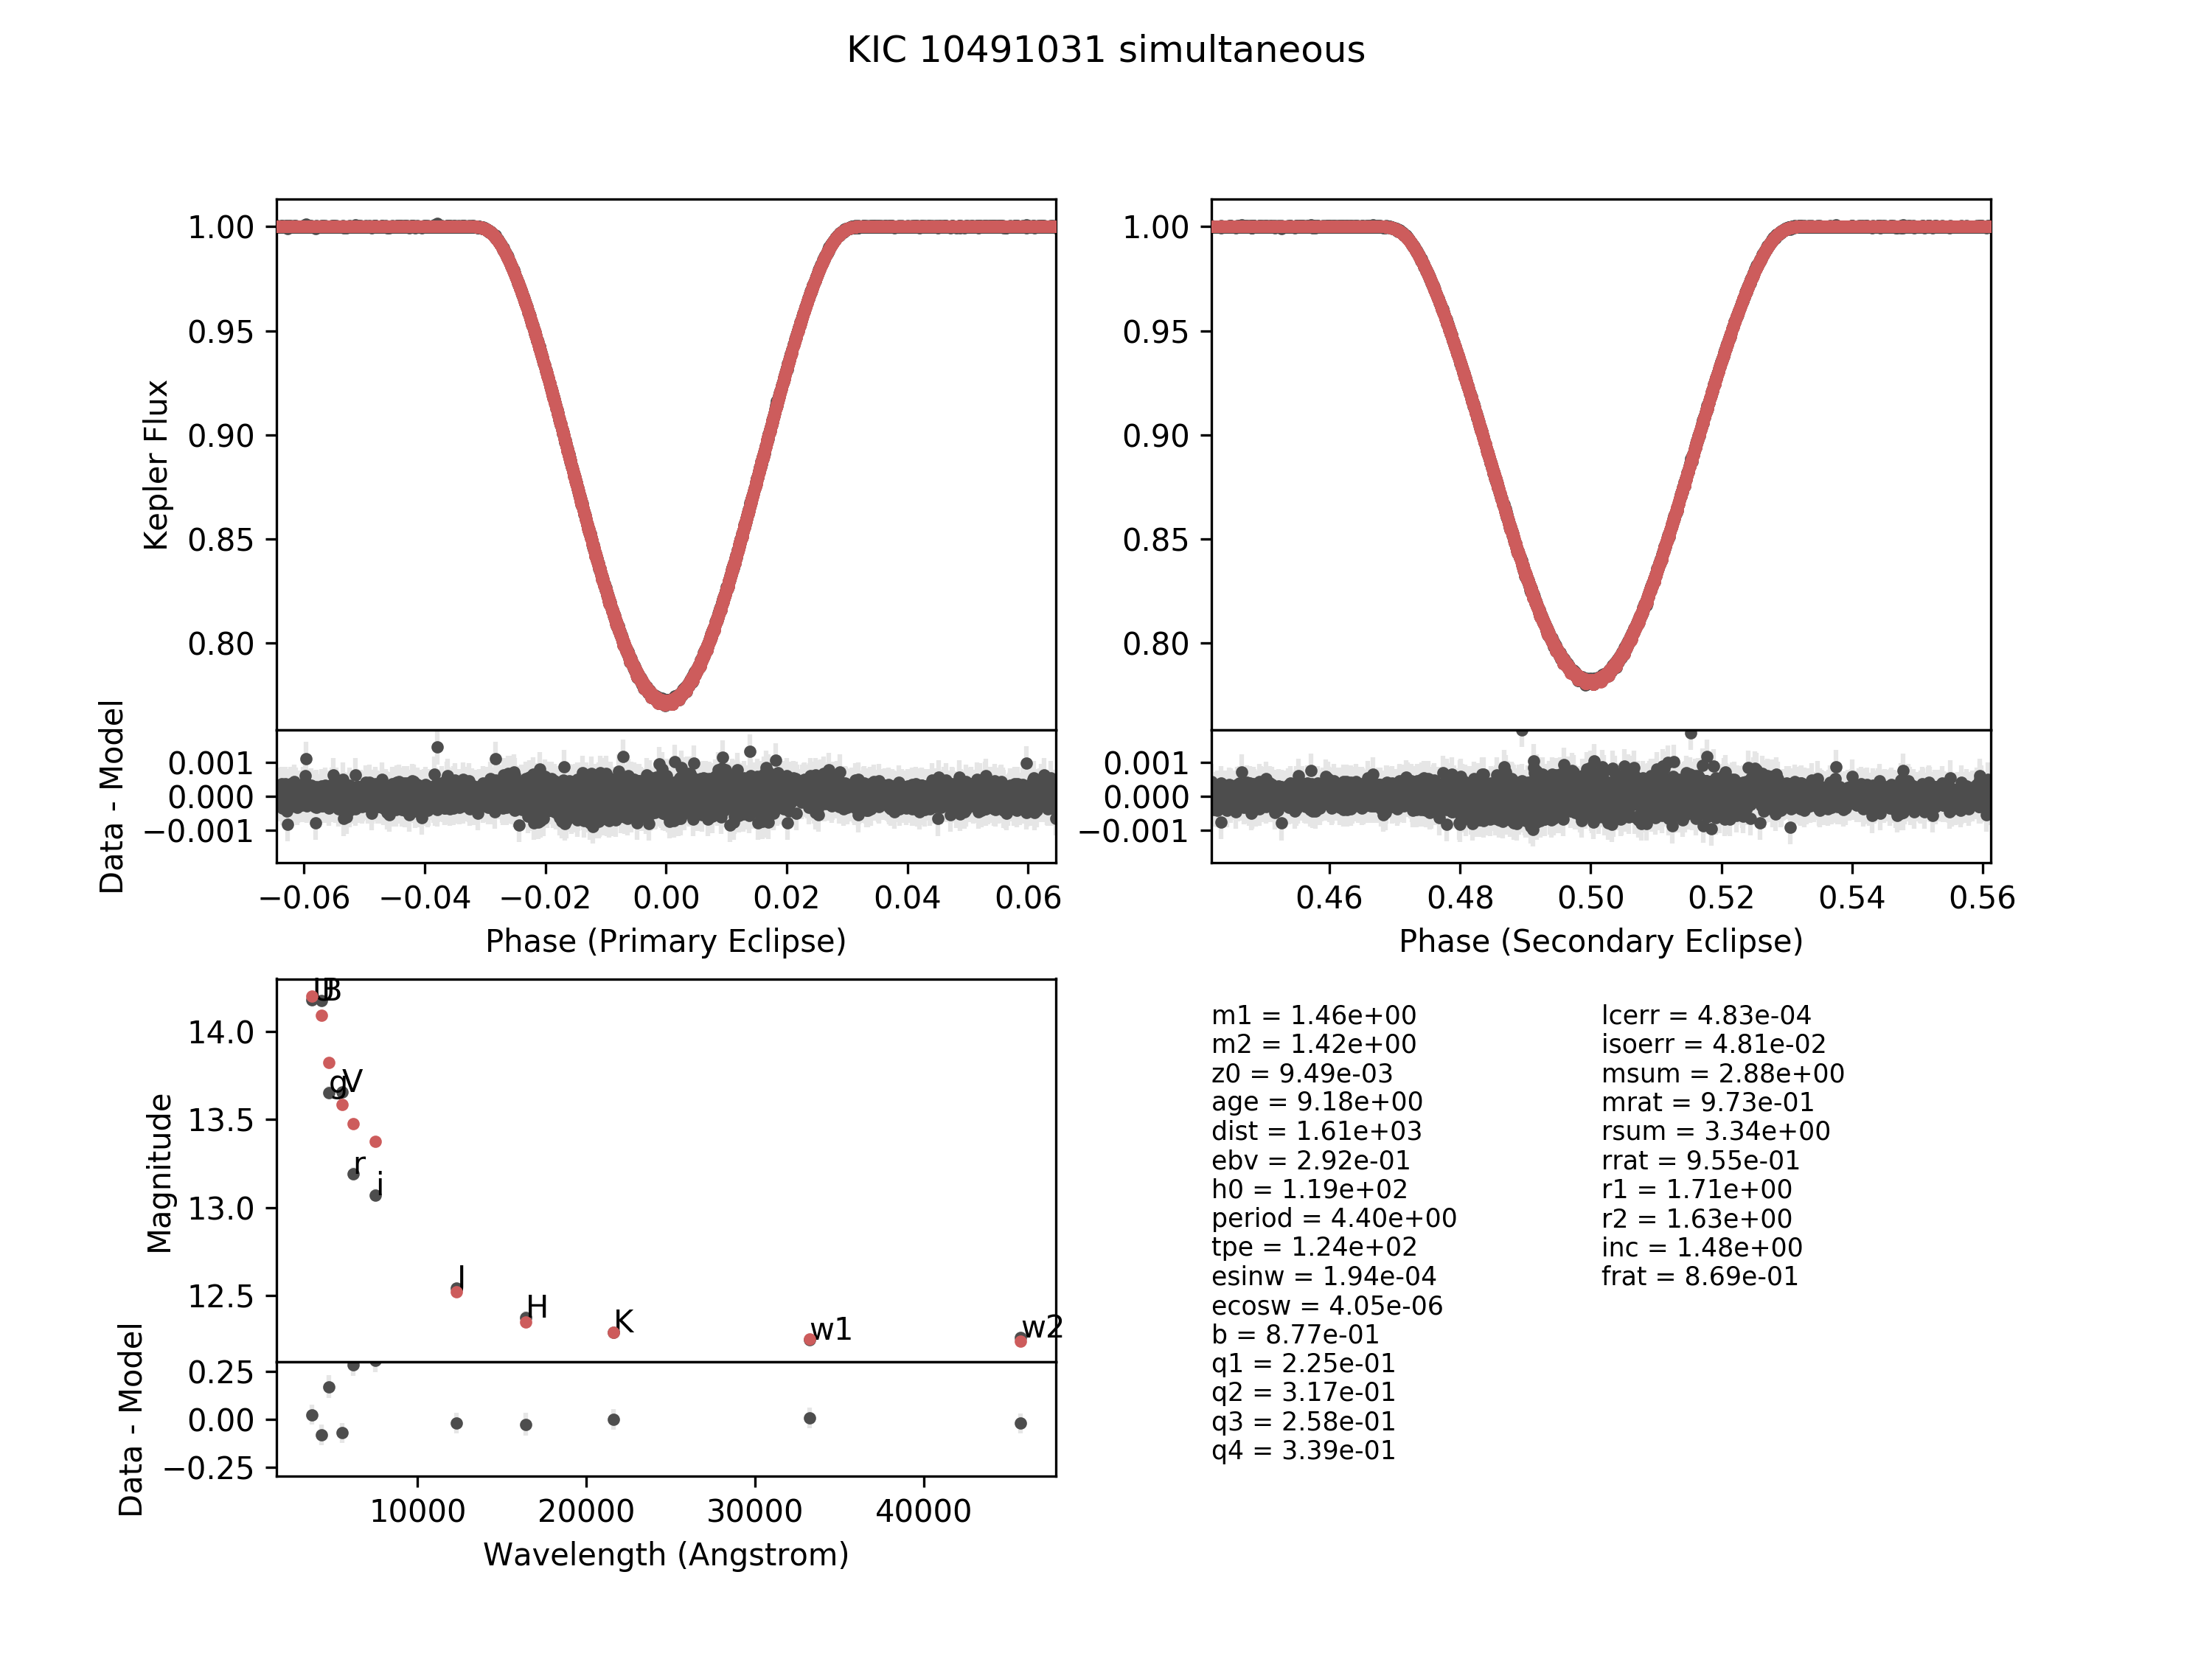 KIC 10491031 simultaneous
1.00
0.95
0.90
0.85
0.80
Kepler Flux
1.00
0.95
0.90
0.85
0.80
0.001
0.000
−0.001
Data - Model
0.001
0.000
−0.001
−0.06 −0.04 −0.02 0.00 0.02 0.04 0.06
Phase (Primary Eclipse)
0.46 0.48 0.50 0.52 0.54 0.56
Phase (Secondary Eclipse)
14.0
13.5
13.0
12.5
Magnitude
U B
g V
r
i
J
H
K
w1
w2
0.25
0.00
−0.25
Data - Model
10000 20000 30000 40000
Wavelength (Angstrom)
m1 = 1.46e+00
m2 = 1.42e+00
z0 = 9.49e-03
age = 9.18e+00
dist = 1.61e+03
ebv = 2.92e-01
h0 = 1.19e+02
period = 4.40e+00
tpe = 1.24e+02
esinw = 1.94e-04
ecosw = 4.05e-06
b = 8.77e-01
q1 = 2.25e-01
q2 = 3.17e-01
q3 = 2.58e-01
q4 = 3.39e-01
lcerr = 4.83e-04
isoerr = 4.81e-02
msum = 2.88e+00
mrat = 9.73e-01
rsum = 3.34e+00
rrat = 9.55e-01
r1 = 1.71e+00
r2 = 1.63e+00
inc = 1.48e+00
frat = 8.69e-01